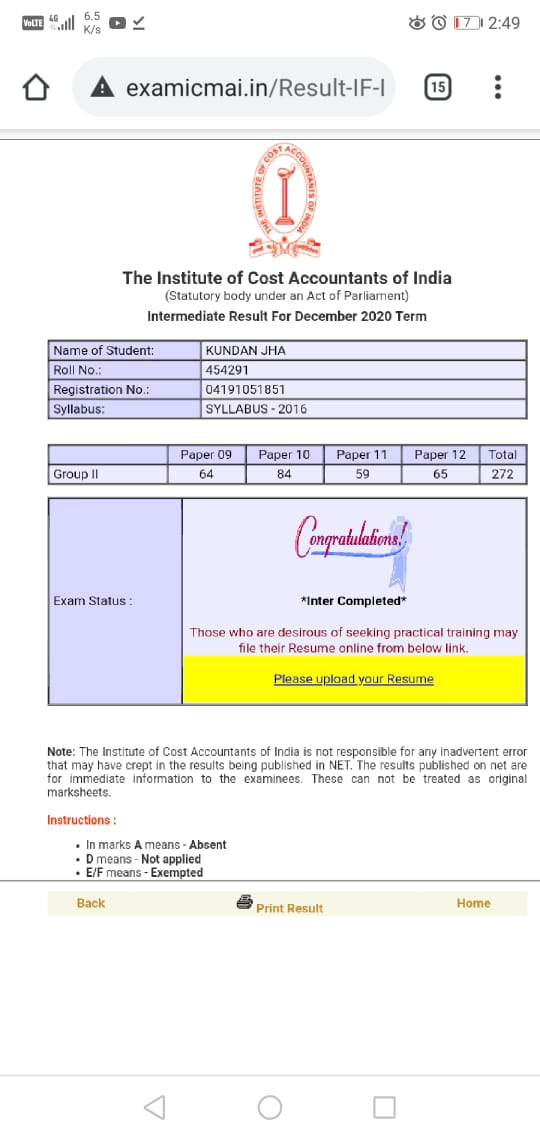 VoLTE 4G 6.5 K/s 7 2:49
examicmai.in/Result-IF-I 15
THE INSTITUTE OF COST ACCOUNTANTS OF INDIA
The Institute of Cost Accountants of India
(Statutory body under an Act of Parliament)
Intermediate Result For December 2020 Term
Name of Student: KUNDAN JHA
Roll No.: 454291
Registration No.: 04191051851
Syllabus: SYLLABUS - 2016
Paper 09 Paper 10 Paper 11 Paper 12 Total
Group II 64 84 59 65 272
Congratulations!
Exam Status : *Inter Completed*
Those who are desirous of seeking practical training may
file their Resume online from below link.
Please upload your Resume
Note: The Institute of Cost Accountants of India is not responsible for any inadvertent error
that may have crept in the results being published in NET. The results published on net are
for immediate information to the examinees. These can not be treated as original
marksheets.
Instructions :
• In marks A means - Absent
• D means - Not applied
• E/F means - Exempted
Back Print Result Home